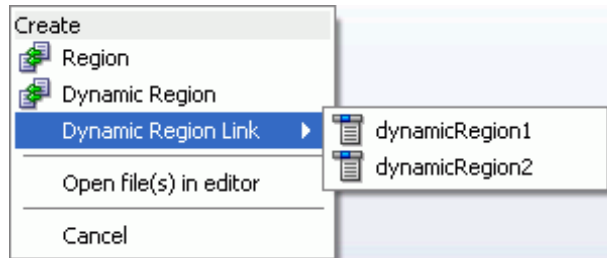 Create
Region
Dynamic Region
Dynamic Region Link
dynamicRegion1
dynamicRegion2
Open file(s) in editor
Cancel